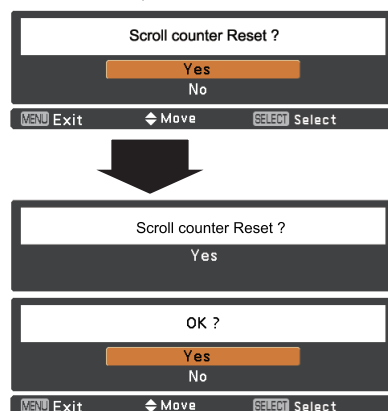 Scroll counter Reset ?
Yes
No
MENU Exit Move SELECT Select
Scroll counter Reset ?
Yes
OK ?
Yes
No
MENU Exit Move SELECT Select